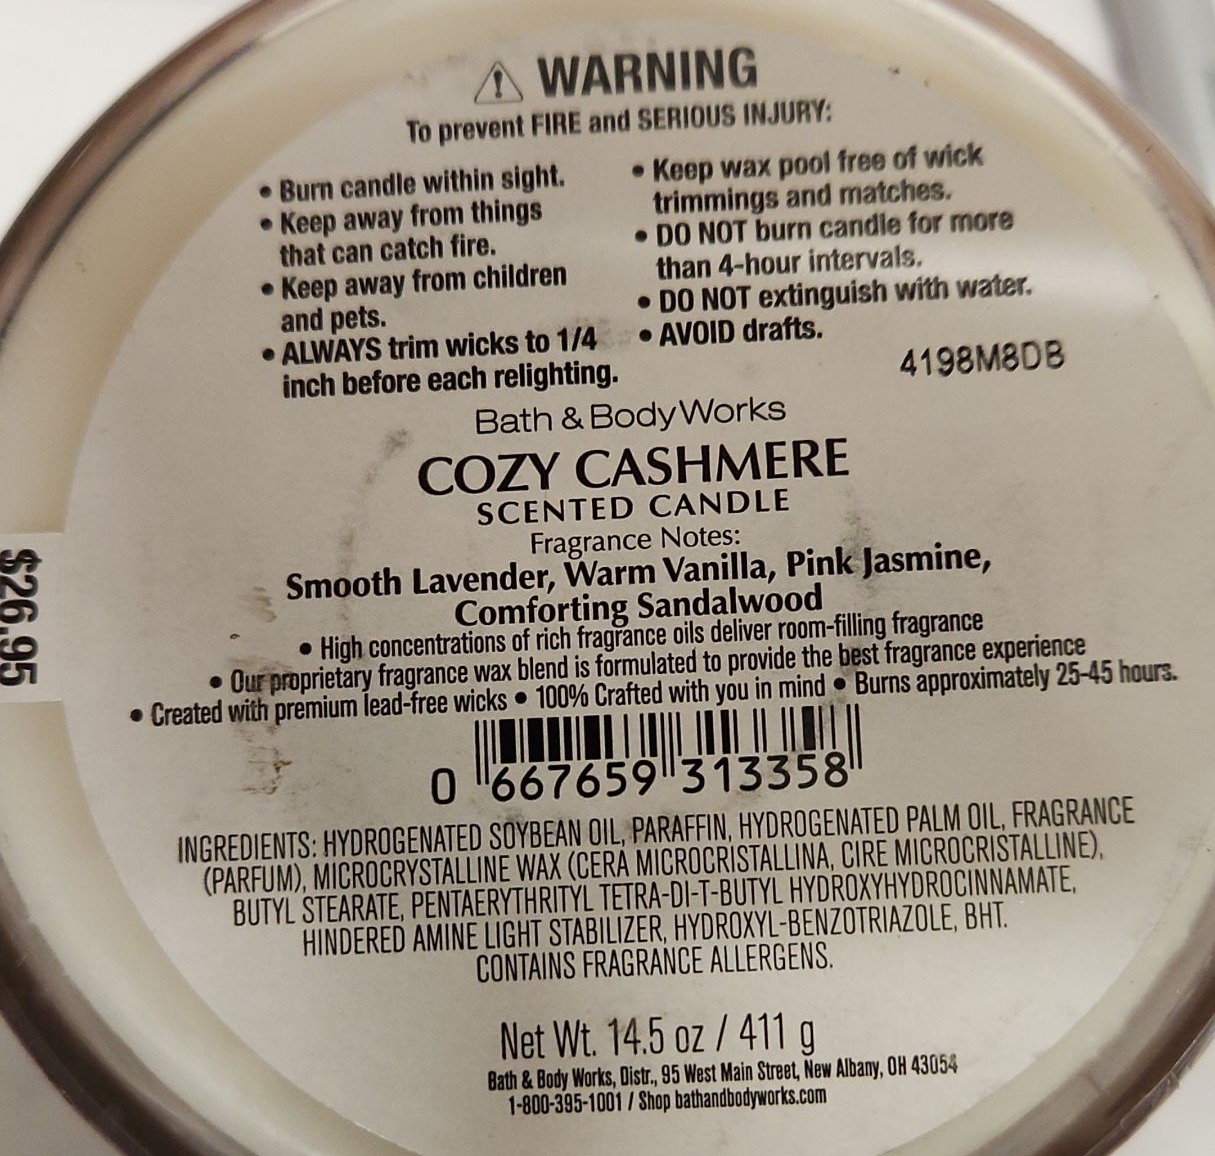 WARNING
To prevent FIRE and SERIOUS INJURY:
• Burn candle within sight.
• Keep away from things
that can catch fire.
• Keep away from children
and pets.
• ALWAYS trim wicks to 1/4
inch before each relighting.
• Keep wax pool free of wick
trimmings and matches.
• DO NOT burn candle for more
than 4-hour intervals.
• DO NOT extinguish with water.
• AVOID drafts.
4198M8DB
Bath & Body Works
COZY CASHMERE
SCENTED CANDLE
Fragrance Notes:
Smooth Lavender, Warm Vanilla, Pink Jasmine,
Comforting Sandalwood
• High concentrations of rich fragrance oils deliver room-filling fragrance
• Our proprietary fragrance wax blend is formulated to provide the best fragrance experience
• Created with premium lead-free wicks • 100% Crafted with you in mind • Burns approximately 25-45 hours.
$26.95
0 667659 313358
INGREDIENTS: HYDROGENATED SOYBEAN OIL, PARAFFIN, HYDROGENATED PALM OIL, FRAGRANCE
(PARFUM), MICROCRYSTALLINE WAX (CERA MICROCRISTALLINA, CIRE MICROCRISTALLINE),
BUTYL STEARATE, PENTAERYTHRITYL TETRA-DI-T-BUTYL HYDROXYHYDROCINNAMATE,
HINDERED AMINE LIGHT STABILIZER, HYDROXYL-BENZOTRIAZOLE, BHT.
CONTAINS FRAGRANCE ALLERGENS.
Net Wt. 14.5 oz / 411 g
Bath & Body Works, Distr., 95 West Main Street, New Albany, OH 43054
1-800-395-1001 / Shop bathandbodyworks.com